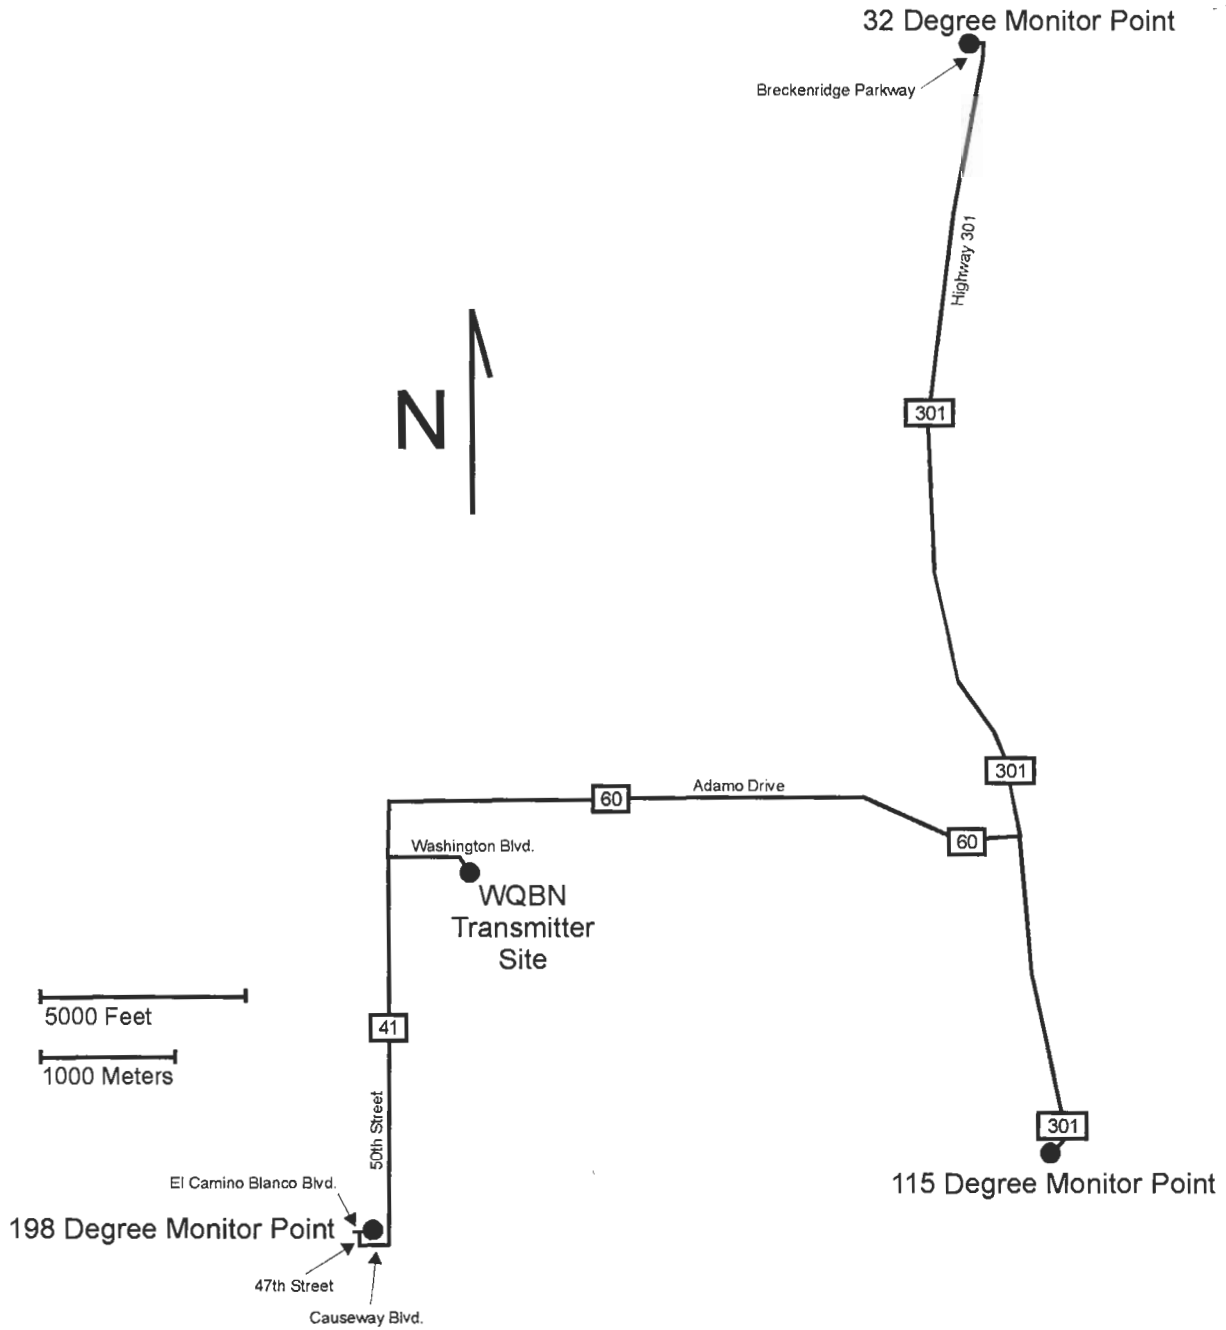 32 Degree Monitor Point
Breckenridge Parkway
Highway 301
N
301
301
Adamo Drive
60
60
Washington Blvd.
WQBN
Transmitter
Site
5000 Feet
41
1000 Meters
50th Street
301
115 Degree Monitor Point
El Camino Blanco Blvd.
198 Degree Monitor Point
47th Street
Causeway Blvd.